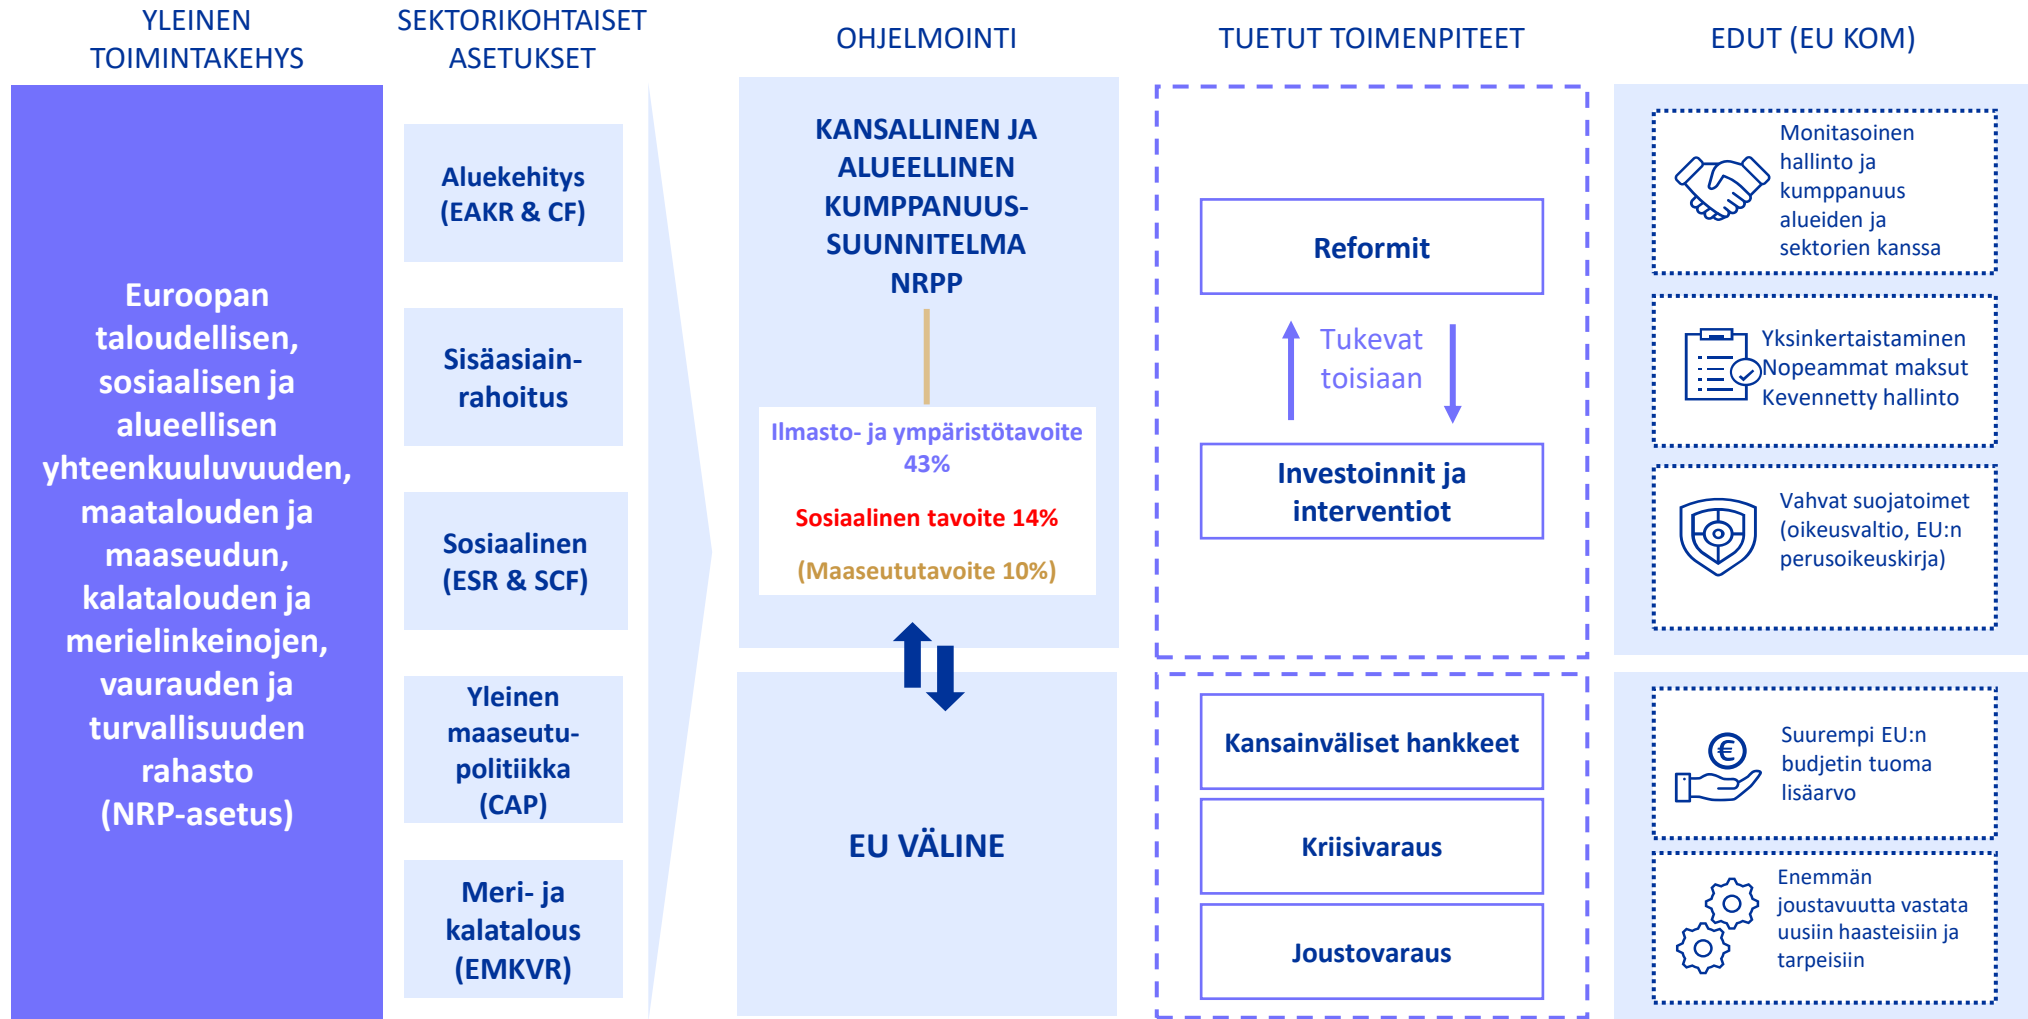 YLEINEN
TOIMINTAKEHYS
SEKTORIKOHTAISET
ASETUKSET
OHJELMOINTI
TUETUT TOIMENPITEET
EDUT (EU KOM)
Euroopan
taloudellisen,
sosiaalisen ja
alueellisen
yhteenkuuluvuuden,
maatalouden ja
maaseudun,
kalatalouden ja
merielinkeinojen,
vaurauden ja
turvallisuuden
rahasto
(NRP-asetus)
Aluekehitys
(EAKR & CF)
Sisäasiain-
rahoitus
Sosiaalinen
(ESR & SCF)
Yleinen
maaseutu-
politiikka
(CAP)
Meri- ja
kalatalous
(EMKVR)
KANSALLINEN JA
ALUEELLINEN
KUMPPANUUS-
SUUNNITELMA
NRPP
Ilmasto- ja ympäristötavoite
43%
Sosiaalinen tavoite 14%
(Maaseututavoite 10%)
EU VÄLINE
Reformit
Tukevat
toisiaan
Investoinnit ja
interventiot
Kansainväliset hankkeet
Kriisivaraus
Joustovaraus
Monitasoinen
hallinto ja
kumppanuus
alueiden ja
sektorien kanssa
Yksinkertaistaminen
Nopeammat maksut
Kevennetty hallinto
Vahvat suojatoimet
(oikeusvaltio, EU:n
perusoikeuskirja)
€
Suurempi EU:n
budjetin tuoma
lisäarvo
Enemmän
joustavuutta vastata
uusiin haasteisiin ja
tarpeisiin